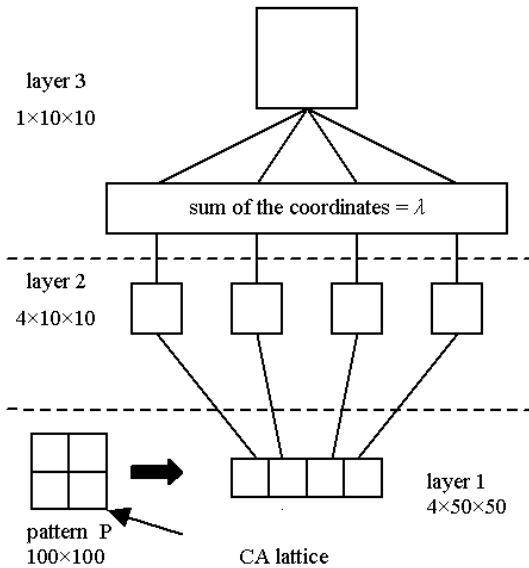 layer 3
1×10×10
sum of the coordinates = λ
layer 2
4×10×10
layer 1
4×50×50
pattern P
100×100
CA lattice